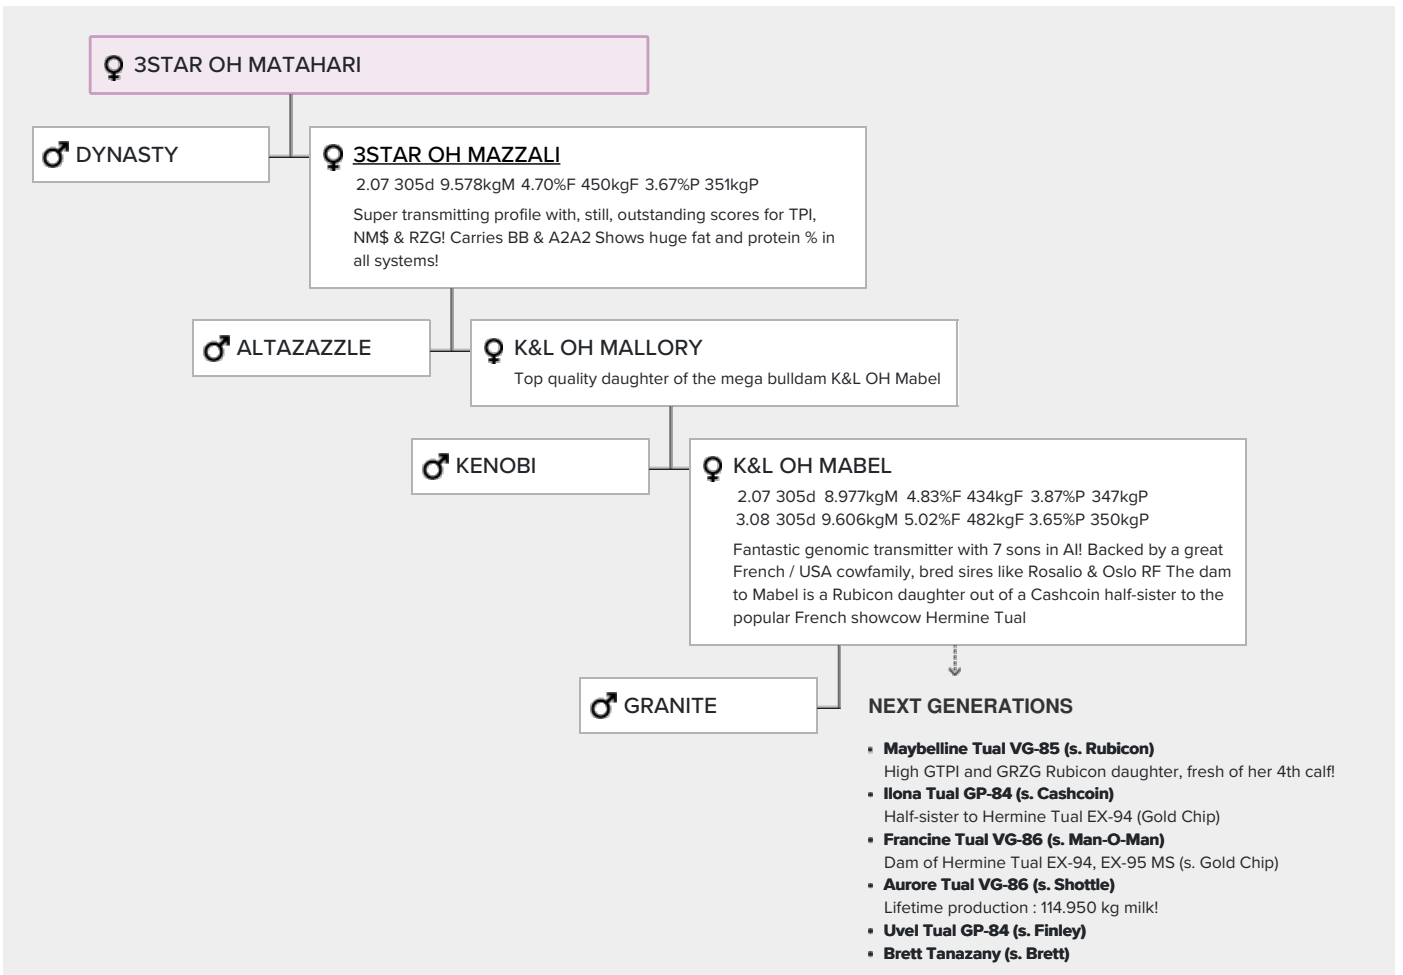 3STAR OH MATAHARI
DYNASTY
3STAR OH MAZZALI
2.07 305d 9.578kgM 4.70%F 450kgF 3.67%P 351kgP
Super transmitting profile with, still, outstanding scores for TPI,
NM$ & RZG! Carries BB & A2A2 Shows huge fat and protein % in
all systems!
ALTAZAZZLE
K&L OH MALLORY
Top quality daughter of the mega bulldam K&L OH Mabel
KENOBI
K&L OH MABEL
2.07 305d 8.977kgM 4.83%F 434kgF 3.87%P 347kgP
3.08 305d 9.606kgM 5.02%F 482kgF 3.65%P 350kgP
Fantastic genomic transmitter with 7 sons in AI! Backed by a great
French / USA cowfamily, bred sires like Rosalio & Oslo RF The dam
to Mabel is a Rubicon daughter out of a Cashcoin half-sister to the
popular French showcow Hermine Tual
GRANITE
NEXT GENERATIONS
Maybelline Tual VG-85 (s. Rubicon)
High GTPI and GRZG Rubicon daughter, fresh of her 4th calf!
Ilona Tual GP-84 (s. Cashcoin)
Half-sister to Hermine Tual EX-94 (Gold Chip)
Francine Tual VG-86 (s. Man-O-Man)
Dam of Hermine Tual EX-94, EX-95 MS (s. Gold Chip)
Aurore Tual VG-86 (s. Shottle)
Lifetime production : 114.950 kg milk!
Uvel Tual GP-84 (s. Finley)
Brett Tanazany (s. Brett)